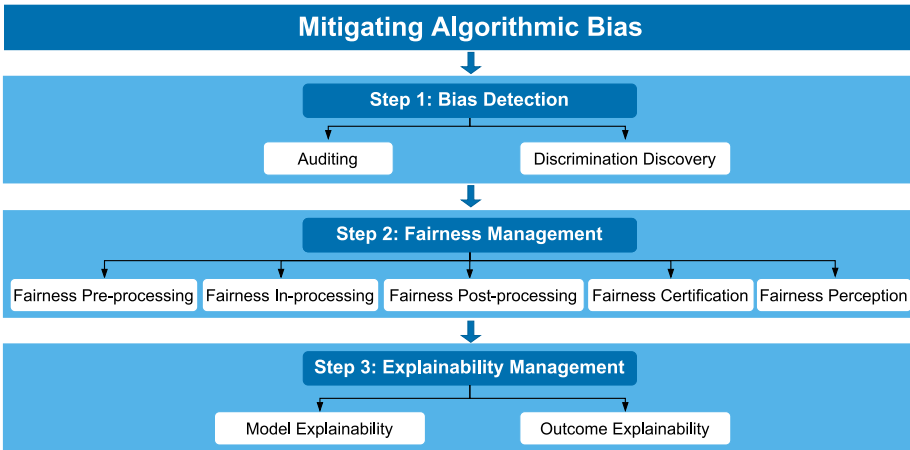 Mitigating Algorithmic Bias
Step 1: Bias Detection
Auditing
Discrimination Discovery
Step 2: Fairness Management
Fairness Pre-processing
Fairness In-processing
Fairness Post-processing
Fairness Certification
Fairness Perception
Step 3: Explainability Management
Model Explainability
Outcome Explainability